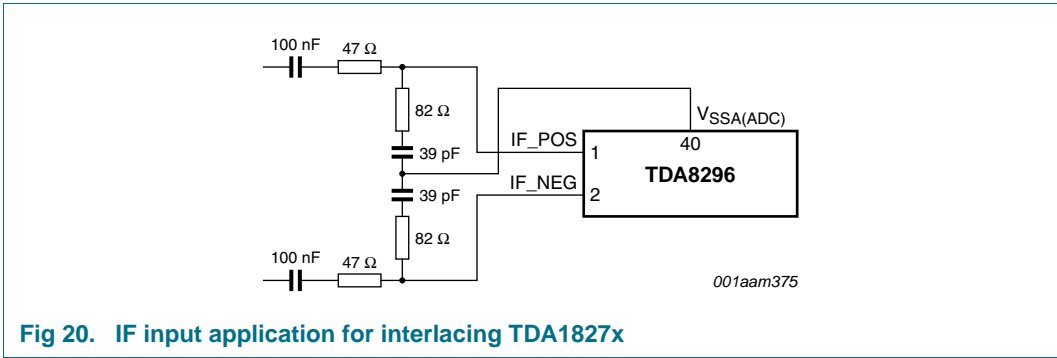 100 nF
47 Ω
82 Ω
V_SSA(ADC)
IF_POS
1
40
39 pF
TDA8296
IF_NEG
2
39 pF
82 Ω
100 nF
47 Ω
001aam375
Fig 20. IF input application for interlacing TDA1827x